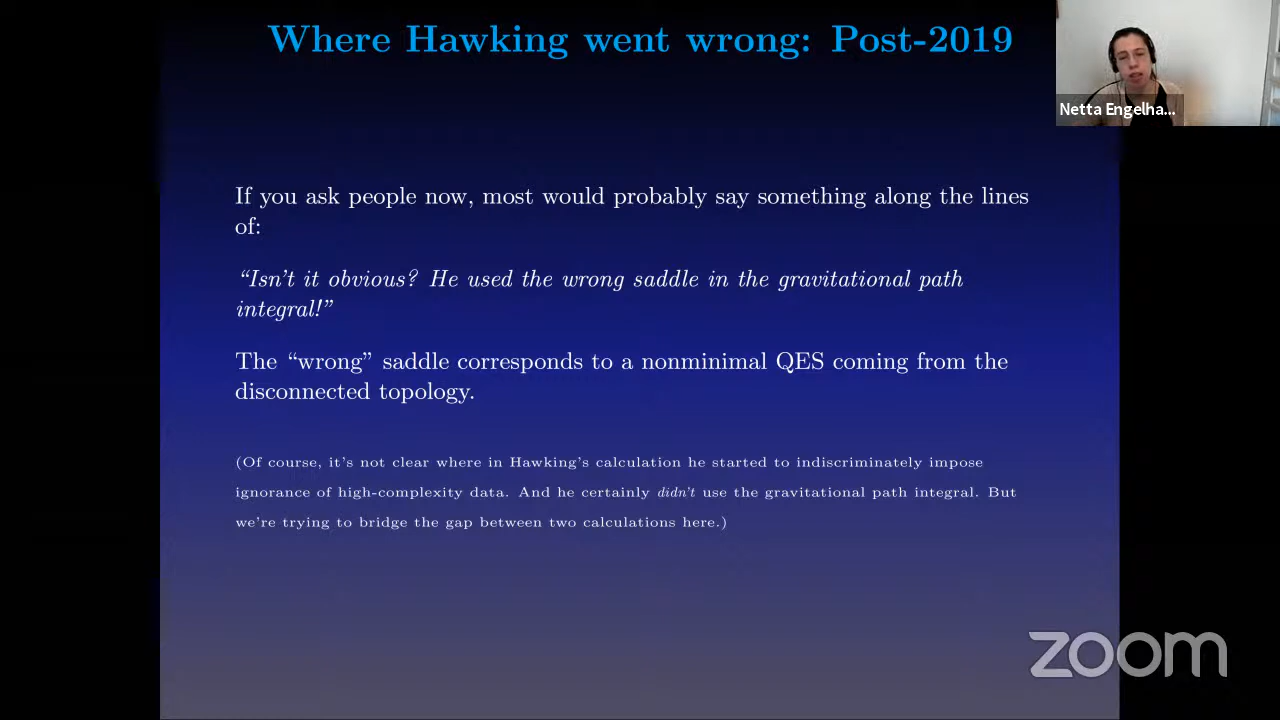 Where Hawking went wrong: Post-2019
Netta Engelha...
If you ask people now, most would probably say something along the lines
of:
“Isn’t it obvious? He used the wrong saddle in the gravitational path
integral!”
The “wrong” saddle corresponds to a nonminimal QES coming from the
disconnected topology.
(Of course, it’s not clear where in Hawking’s calculation he started to indiscriminately impose
ignorance of high-complexity data. And he certainly didn’t use the gravitational path integral. But
we’re trying to bridge the gap between two calculations here.)
zoom